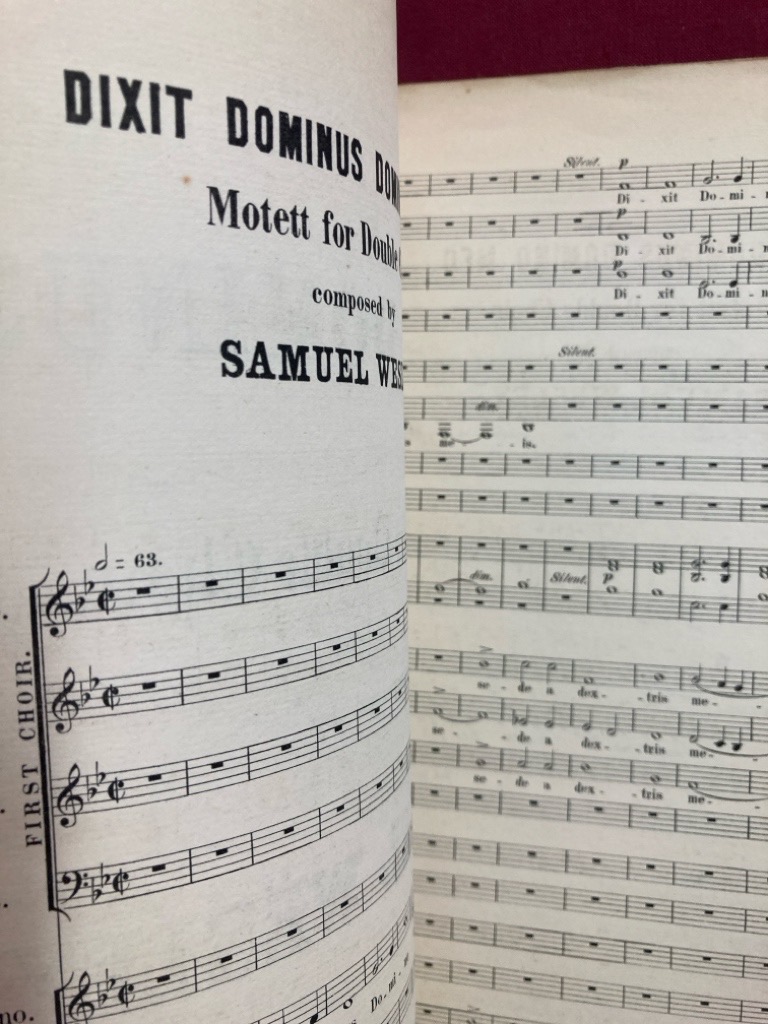 DIXIT DOMINUS
Motett for Double
composed by
SAMUEL
= 63.
FIRST CHOIR.
no.
Do-mi-
Silent. p
Di - xit Do-mi-
p
Di - xit Do-mi-
p
Di - xit Do-mi-
Silent.
dim.
me - is.
dim. Silent. p
se - de a dex - tris me-
se - de a dex - tris me-
se - de a dex - tris me-